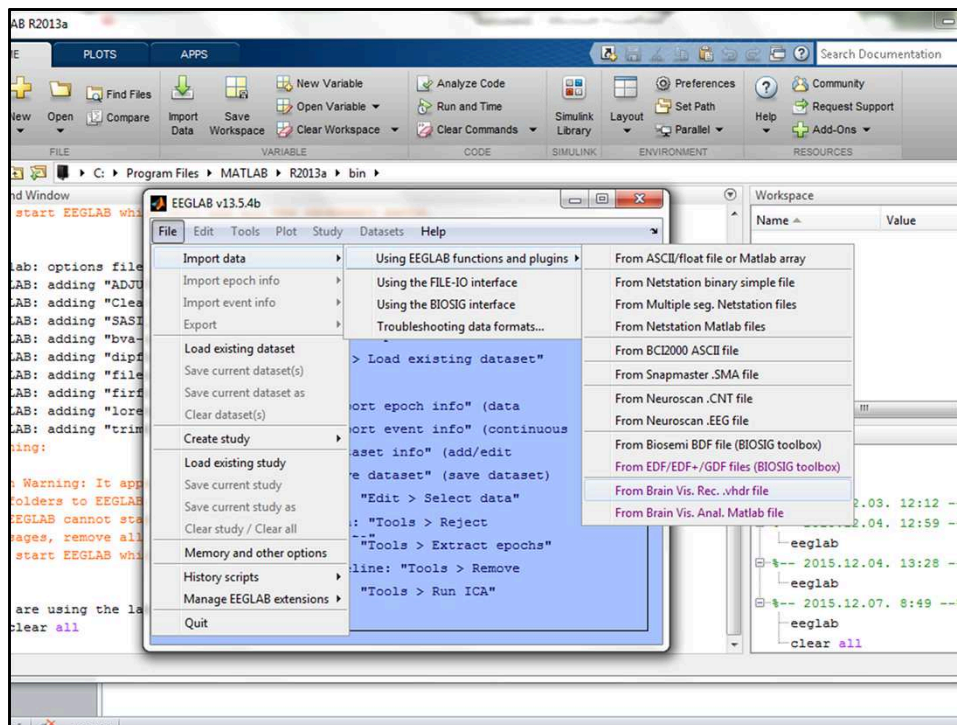 AB R2013a
E PLOTS APPS Search Documentation
New Open Find Files Compare Import Data Save Workspace New Variable Open Variable Clear Workspace Analyze Code Run and Time Clear Commands Simulink Library Layout Preferences Set Path Parallel Help Community Request Support Add-Ons
FILE VARIABLE CODE SIMULINK ENVIRONMENT RESOURCES
C: Program Files MATLAB R2013a bin
nd Window
start EEGLAB whi
lab: options file
LAB: adding "ADJU
LAB: adding "Clea
LAB: adding "SASI
LAB: adding "bva-
LAB: adding "dipf
LAB: adding "file
LAB: adding "firf
LAB: adding "lore
LAB: adding "trim
ning:
n Warning: It app
folders to EEGLAB
EEGLAB cannot sta
sages, remove all
start EEGLAB whi
are using the la
clear all
EEGLAB v13.5.4b
File Edit Tools Plot Study Datasets Help
Import data
Import epoch info
Import event info
Export
Load existing dataset
Save current dataset(s)
Save current dataset as
Clear dataset(s)
Create study
Load existing study
Save current study
Save current study as
Clear study / Clear all
Memory and other options
History scripts
Manage EEGLAB extensions
Quit
Using EEGLAB functions and plugins
Using the FILE-IO interface
Using the BIOSIG interface
Troubleshooting data formats...
> Load existing dataset"
ort epoch info" (data
ort event info" (continuous
aset info" (add/edit
e dataset" (save dataset)
"Edit > Select data"
: "Tools > Reject
"Tools > Extract epochs"
line: "Tools > Remove
"Tools > Run ICA"
From ASCII/float file or Matlab array
From Netstation binary simple file
From Multiple seg. Netstation files
From Netstation Matlab files
From BCI2000 ASCII file
From Snapmaster .SMA file
From Neuroscan .CNT file
From Neuroscan .EEG file
From Biosemi BDF file (BIOSIG toolbox)
From EDF/EDF+/GDF files (BIOSIG toolbox)
From Brain Vis. Rec. .vhdr file
From Brain Vis. Anal. Matlab file
Workspace
Name Value
2.03. 12:12 --
2.04. 12:59 --
eeglab
%-- 2015.12.04. 13:28 --
eeglab
%-- 2015.12.07. 8:49 --
eeglab
clear all